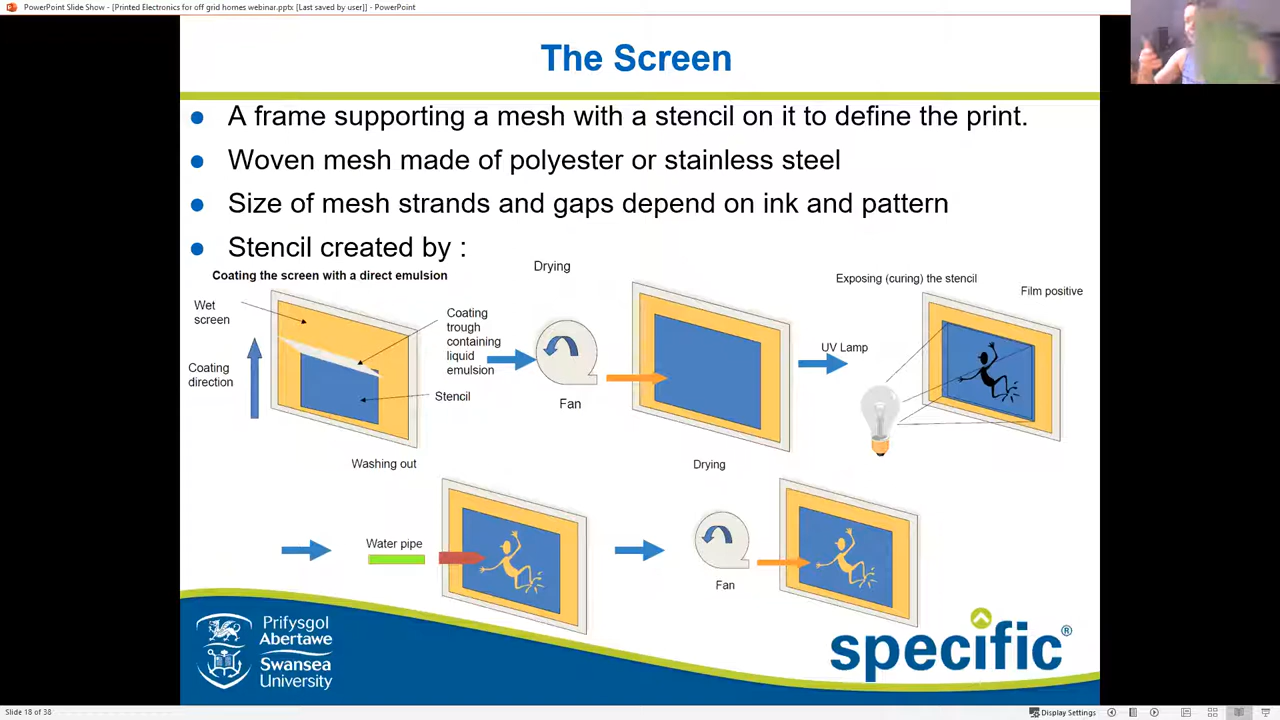 PowerPoint Slide Show - [Printed Electronics for off grid homes webinar.pptx [Last saved by user]] - PowerPoint
The Screen
A frame supporting a mesh with a stencil on it to define the print.
Woven mesh made of polyester or stainless steel
Size of mesh strands and gaps depend on ink and pattern
Stencil created by :
Coating the screen with a direct emulsion
Drying
Exposing (curing) the stencil
Film positive
Wet
screen
Coating
trough
containing
liquid
emulsion
Coating
direction
Stencil
Fan
UV Lamp
Washing out
Drying
Water pipe
Fan
Prifysgol
Abertawe
Swansea
University
specific®
Slide 18 of 38
Display Settings